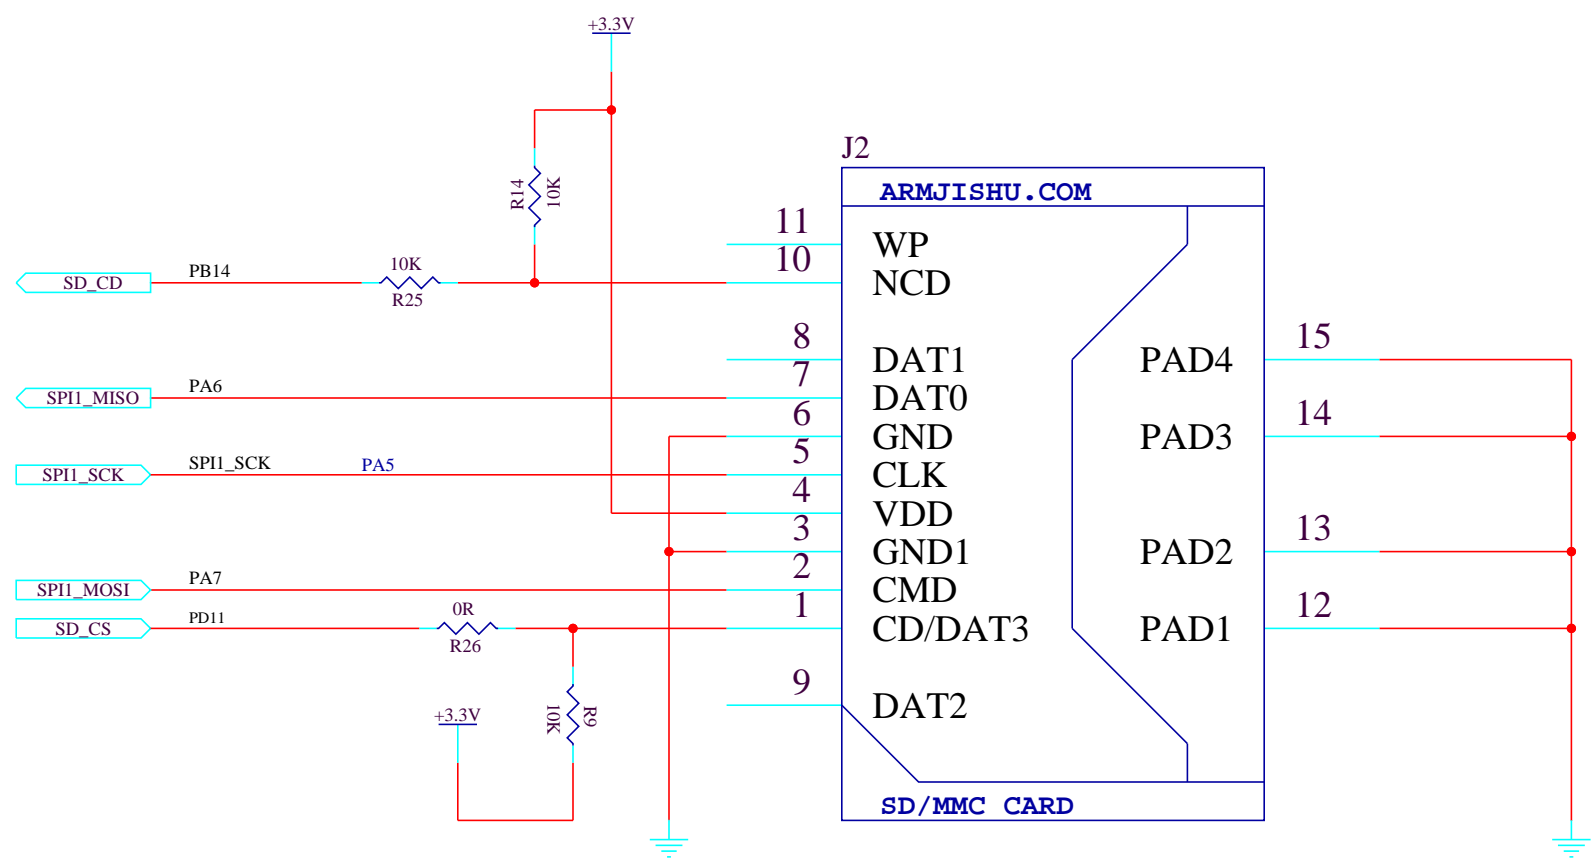 +3.3V
J2
ARMJISHU.COM
R14
10K
11
WP
10
NCD
SD_CD
PB14
10K
R25
8
DAT1
7
DAT0
SPI1_MISO
PA6
6
GND
5
CLK
SPI1_SCK
SPI1_SCK
PA5
4
VDD
3
GND1
2
CMD
SPI1_MOSI
PA7
1
CD/DAT3
SD_CS
PD11
0R
R26
9
DAT2
+3.3V
10K
R9
PAD4
15
PAD3
14
PAD2
13
PAD1
12
SD/MMC CARD